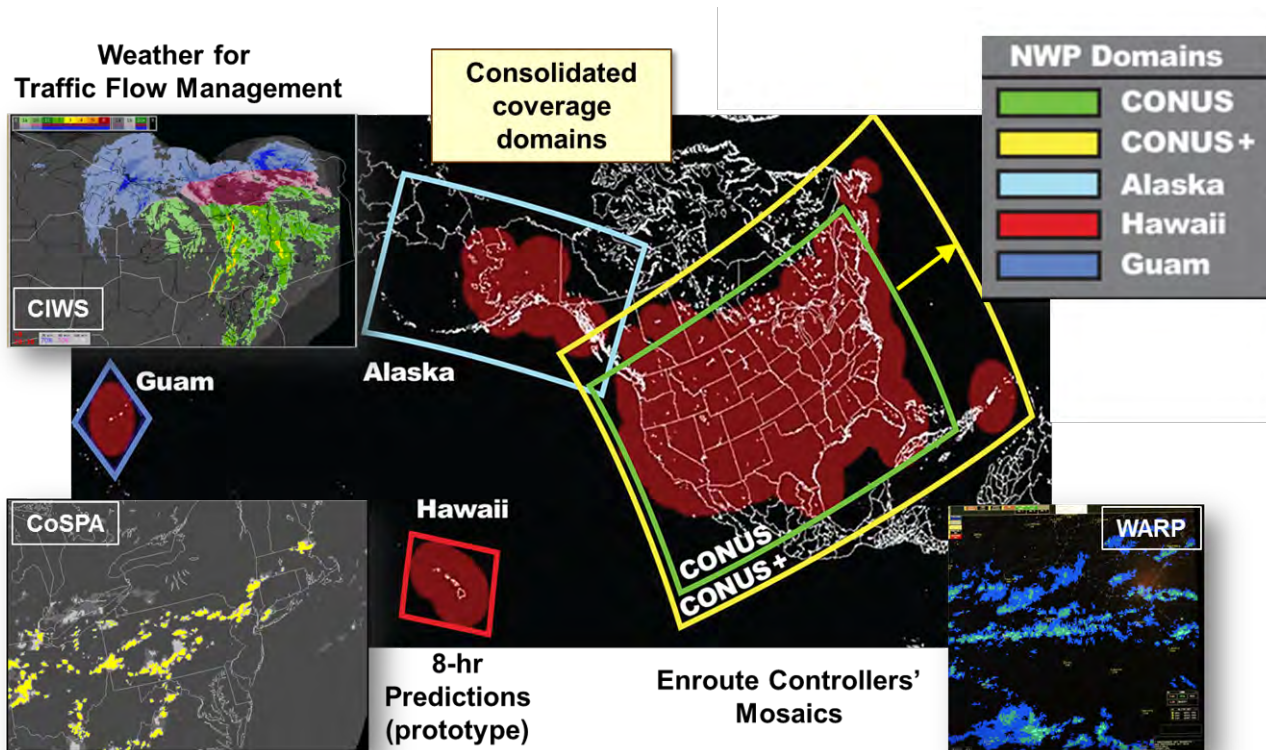 Weather for
Traffic Flow Management
Consolidated
coverage
domains
NWP Domains
CONUS
CONUS+
Alaska
Hawaii
Guam
CIWS
Guam
Alaska
CoSPA
Hawaii
CONUS
CONUS+
WARP
8-hr
Predictions
(prototype)
Enroute Controllers’
Mosaics